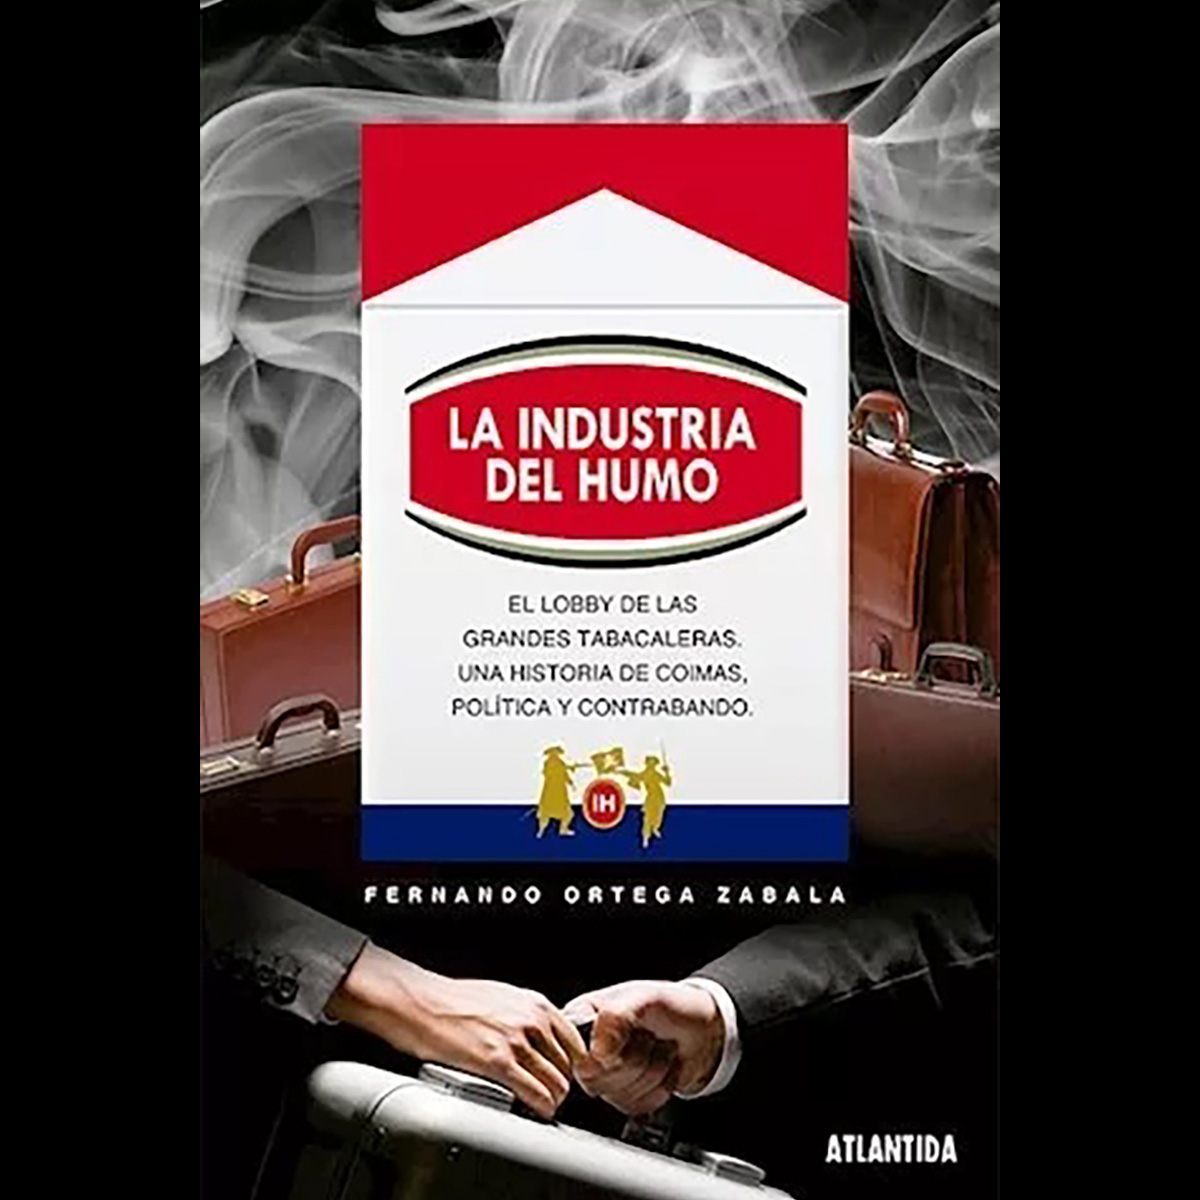 LA INDUSTRIA
DEL HUMO
EL LOBBY DE LAS
GRANDES TABACALERAS.
UNA HISTORIA DE COIMAS,
POLÍTICA Y CONTRABANDO.
IH
FERNANDO ORTEGA ZABALA
ATLANTIDA